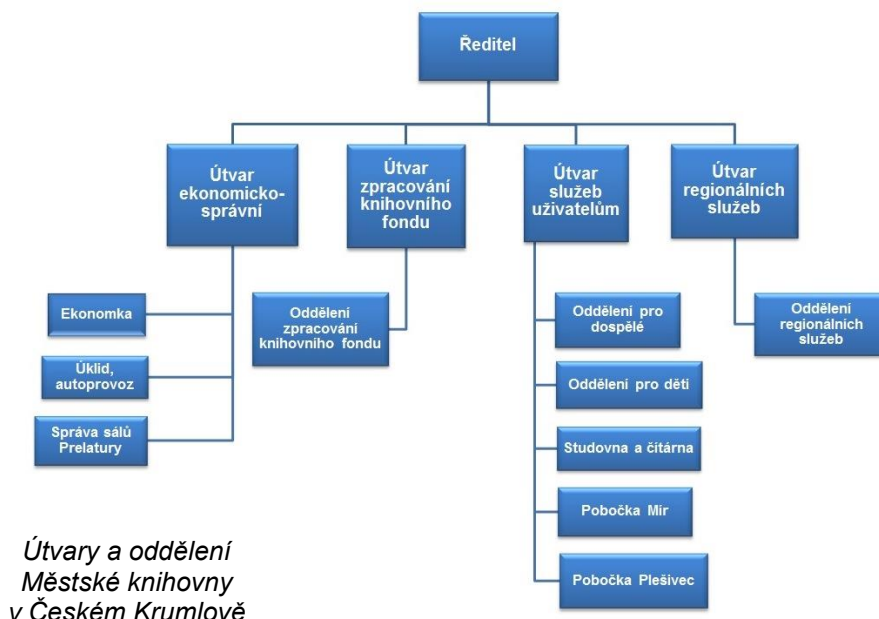 Ředitel
Útvar
ekonomicko-
správní
Útvar
zpracování
knihovního
fondu
Útvar
služeb
uživatelům
Útvar
regionálních
služeb
Ekonomka
Úklid,
autoprovoz
Správa sálů
Prelatury
Oddělení
zpracování
knihovního fondu
Oddělení pro
dospělé
Oddělení pro děti
Studovna a čítárna
Pobočka Mír
Pobočka Plešivec
Oddělení
regionálních
služeb
Útvary a oddělení
Městské knihovny
v Českém Krumlově